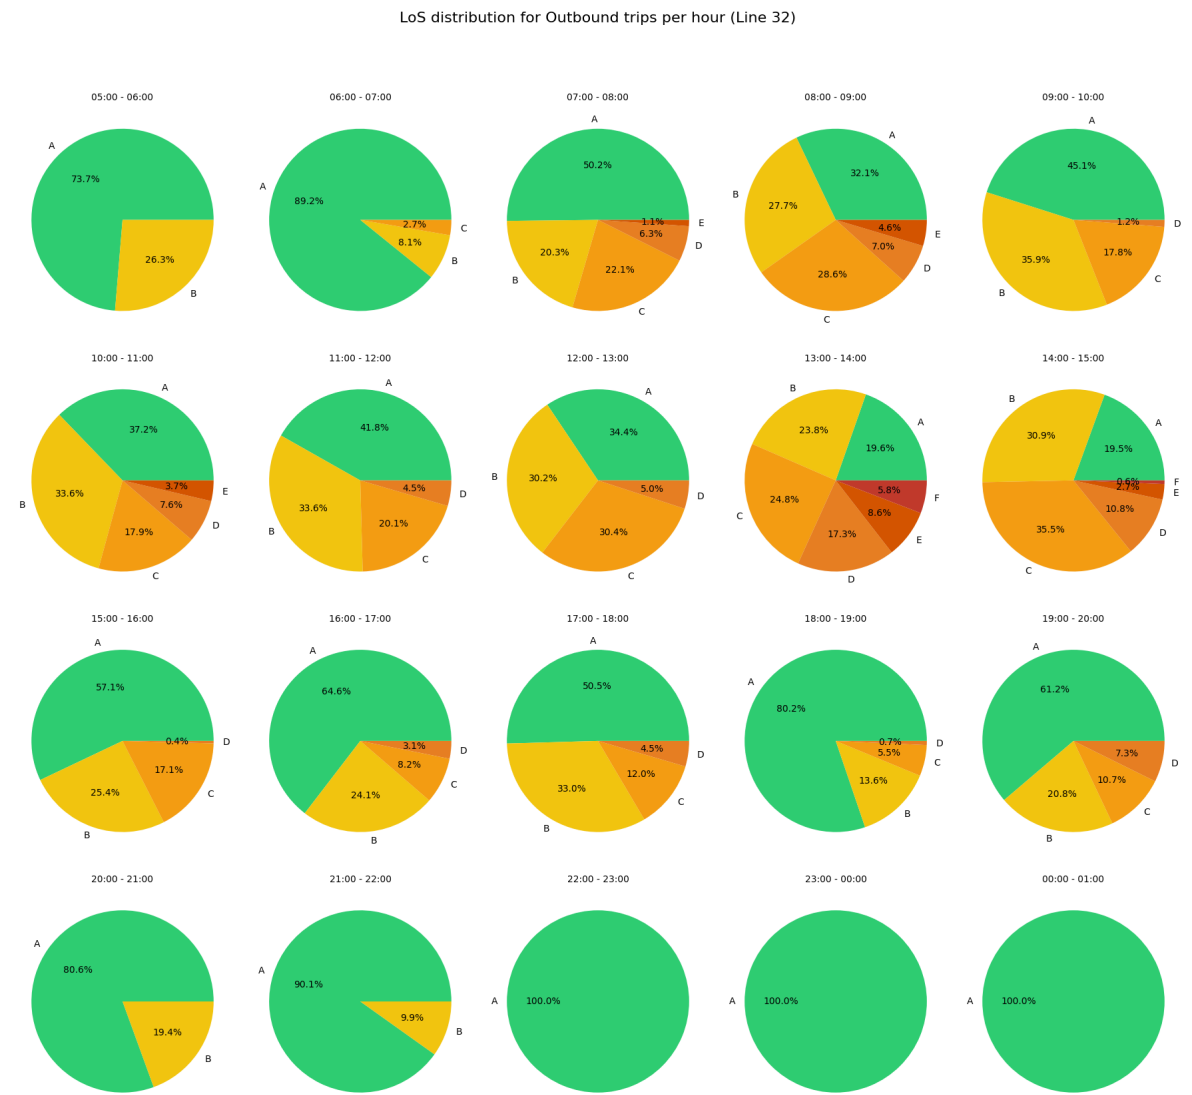 LoS distribution for Outbound trips per hour (Line 32)
05:00 - 06:00
A
73.7%
26.3%
B
06:00 - 07:00
A
89.2%
2.7%
C
8.1%
B
07:00 - 08:00
A
50.2%
1.1%
E
6.3%
D
20.3%
B
22.1%
C
08:00 - 09:00
A
32.1%
B
27.7%
4.6%
E
7.0%
D
28.6%
C
09:00 - 10:00
A
45.1%
1.2%
D
35.9%
B
17.8%
C
10:00 - 11:00
A
37.2%
33.6%
B
3.7%
E
7.6%
D
17.9%
C
11:00 - 12:00
A
41.8%
4.5%
D
33.6%
B
20.1%
C
12:00 - 13:00
A
34.4%
B
30.2%
5.0%
D
30.4%
C
13:00 - 14:00
B
23.8%
A
19.6%
5.8%
F
24.8%
C
8.6%
E
17.3%
D
14:00 - 15:00
B
30.9%
A
19.5%
0.6%
F
2.7%
E
10.8%
D
35.5%
C
15:00 - 16:00
A
57.1%
0.4%
D
17.1%
C
25.4%
B
16:00 - 17:00
A
64.6%
3.1%
D
8.2%
C
24.1%
B
17:00 - 18:00
A
50.5%
4.5%
D
12.0%
C
33.0%
B
18:00 - 19:00
A
80.2%
0.7%
D
5.5%
C
13.6%
B
19:00 - 20:00
A
61.2%
7.3%
D
10.7%
C
20.8%
B
20:00 - 21:00
A
80.6%
19.4%
B
21:00 - 22:00
A
90.1%
9.9%
B
22:00 - 23:00
A
100.0%
23:00 - 00:00
A
100.0%
00:00 - 01:00
A
100.0%